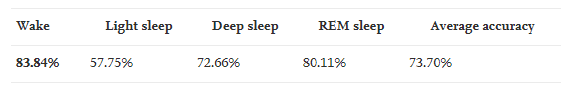 Wake Light sleep Deep sleep REM sleep Average accuracy
83.84% 57.75% 72.66% 80.11% 73.70%